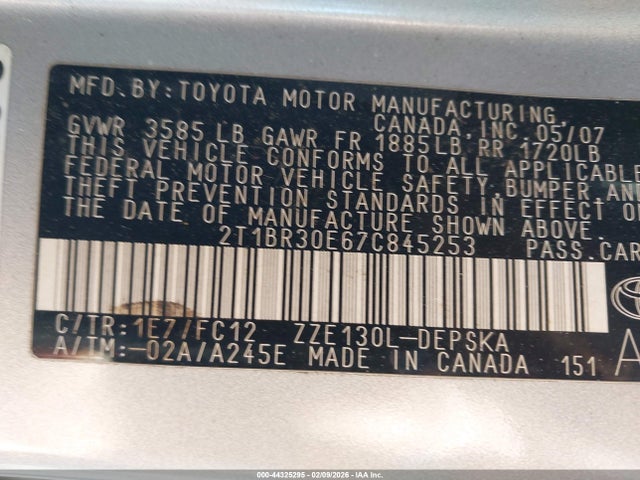 MFD.BY:TOYOTA MOTOR MANUFACTURING,
CANADA,INC.05/07
GVWR 3585 LB GAWR FR 1885LB RR 1720LB
THIS VEHICLE CONFORMS TO ALL APPLICABLE
FEDERAL MOTOR VEHICLE SAFETY,BUMPER AND
THEFT PREVENTION STANDARDS IN EFFECT O
THE DATE OF MANUFACTURE SHOWN ABOVE.
2T1BR30E67C845253 PASS.CAR
C/TR:1E7/FC12 ZZE130L-DEPSKA
A/TM:-02A/A245E MADE IN CANADA 151
A
000-44325295 - 02/09/2026 - IAA Inc.